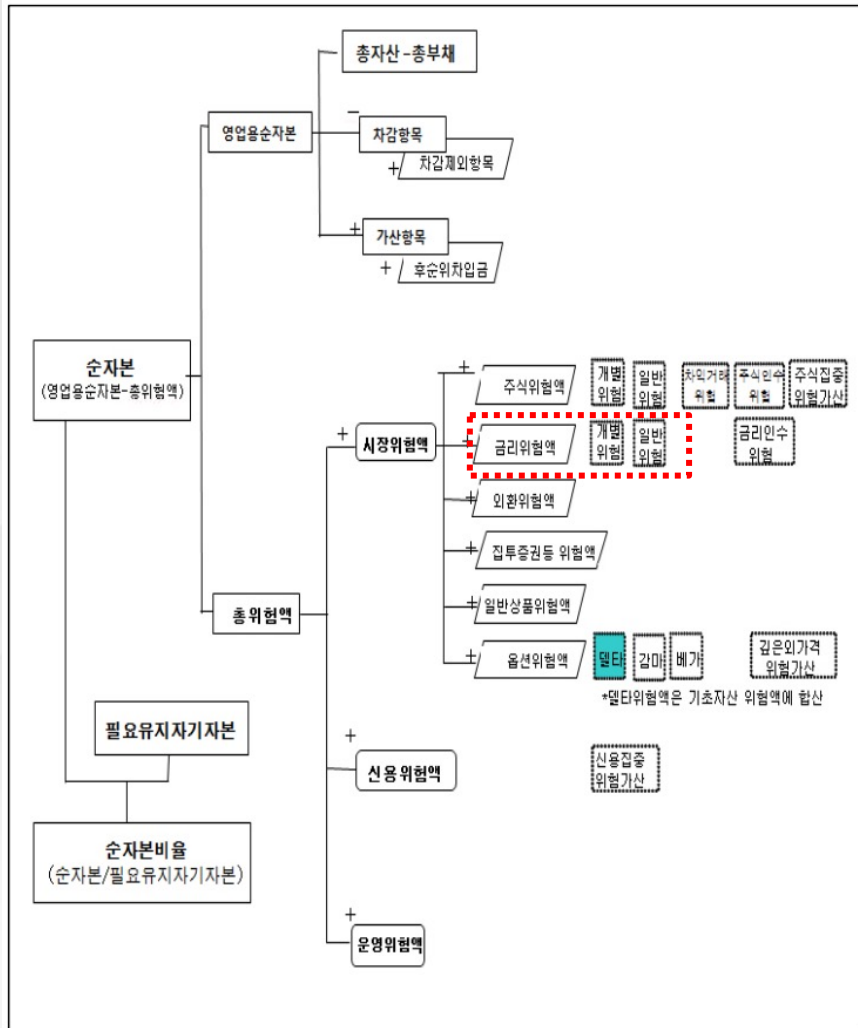 총자산-총부채
영업용순자본
−
차감항목
+
차감제외항목
+
가산항목
+
후순위차입금
순자본
(영업용순자본-총위험액)
+
시장위험액
+
주식위험액
개별
위험
일반
위험
차익거래
위험
주식인수
위험
주식집중
위험가산
+
금리위험액
개별
위험
일반
위험
금리인수
위험
+
외환위험액
+
집투증권등 위험액
+
일반상품위험액
+
옵션위험액
델타
감마
베가
깊은외가격
위험가산
*델타위험액은 기초자산 위험액에 합산
총위험액
필요유지자기자본
+
신용위험액
신용집중
위험가산
순자본비율
(순자본/필요유지자기자본)
+
운영위험액